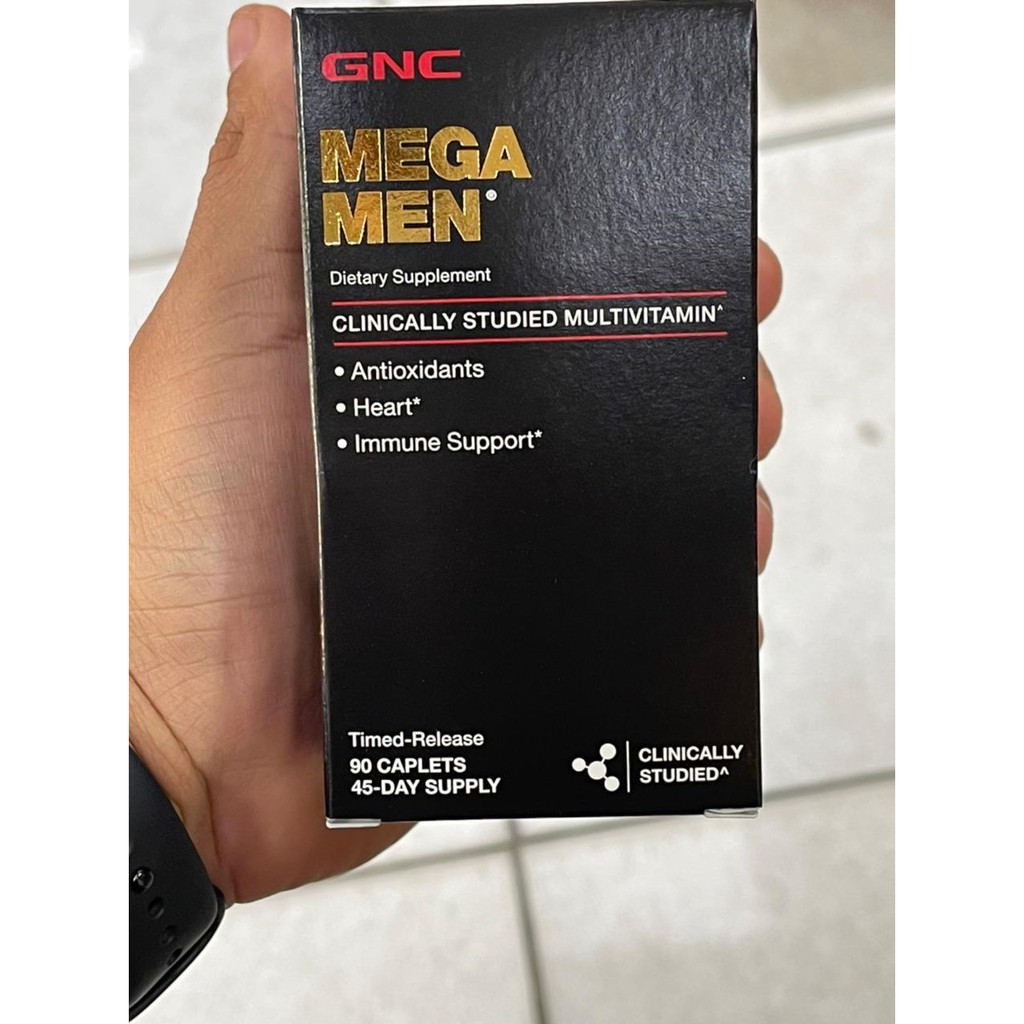 GNC
MEGA
MEN®
Dietary Supplement
CLINICALLY STUDIED MULTIVITAMIN^
• Antioxidants
• Heart*
• Immune Support*
Timed-Release
90 CAPLETS
45-DAY SUPPLY
CLINICALLY
STUDIED^